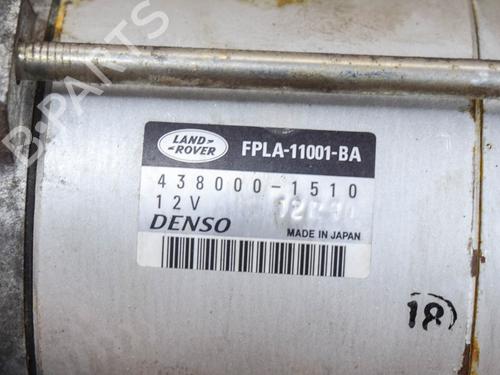 B-PARTS
LAND-
-ROVER
FPLA-11001-BA
438000-1510
12V
DENSO
MADE IN JAPAN
18